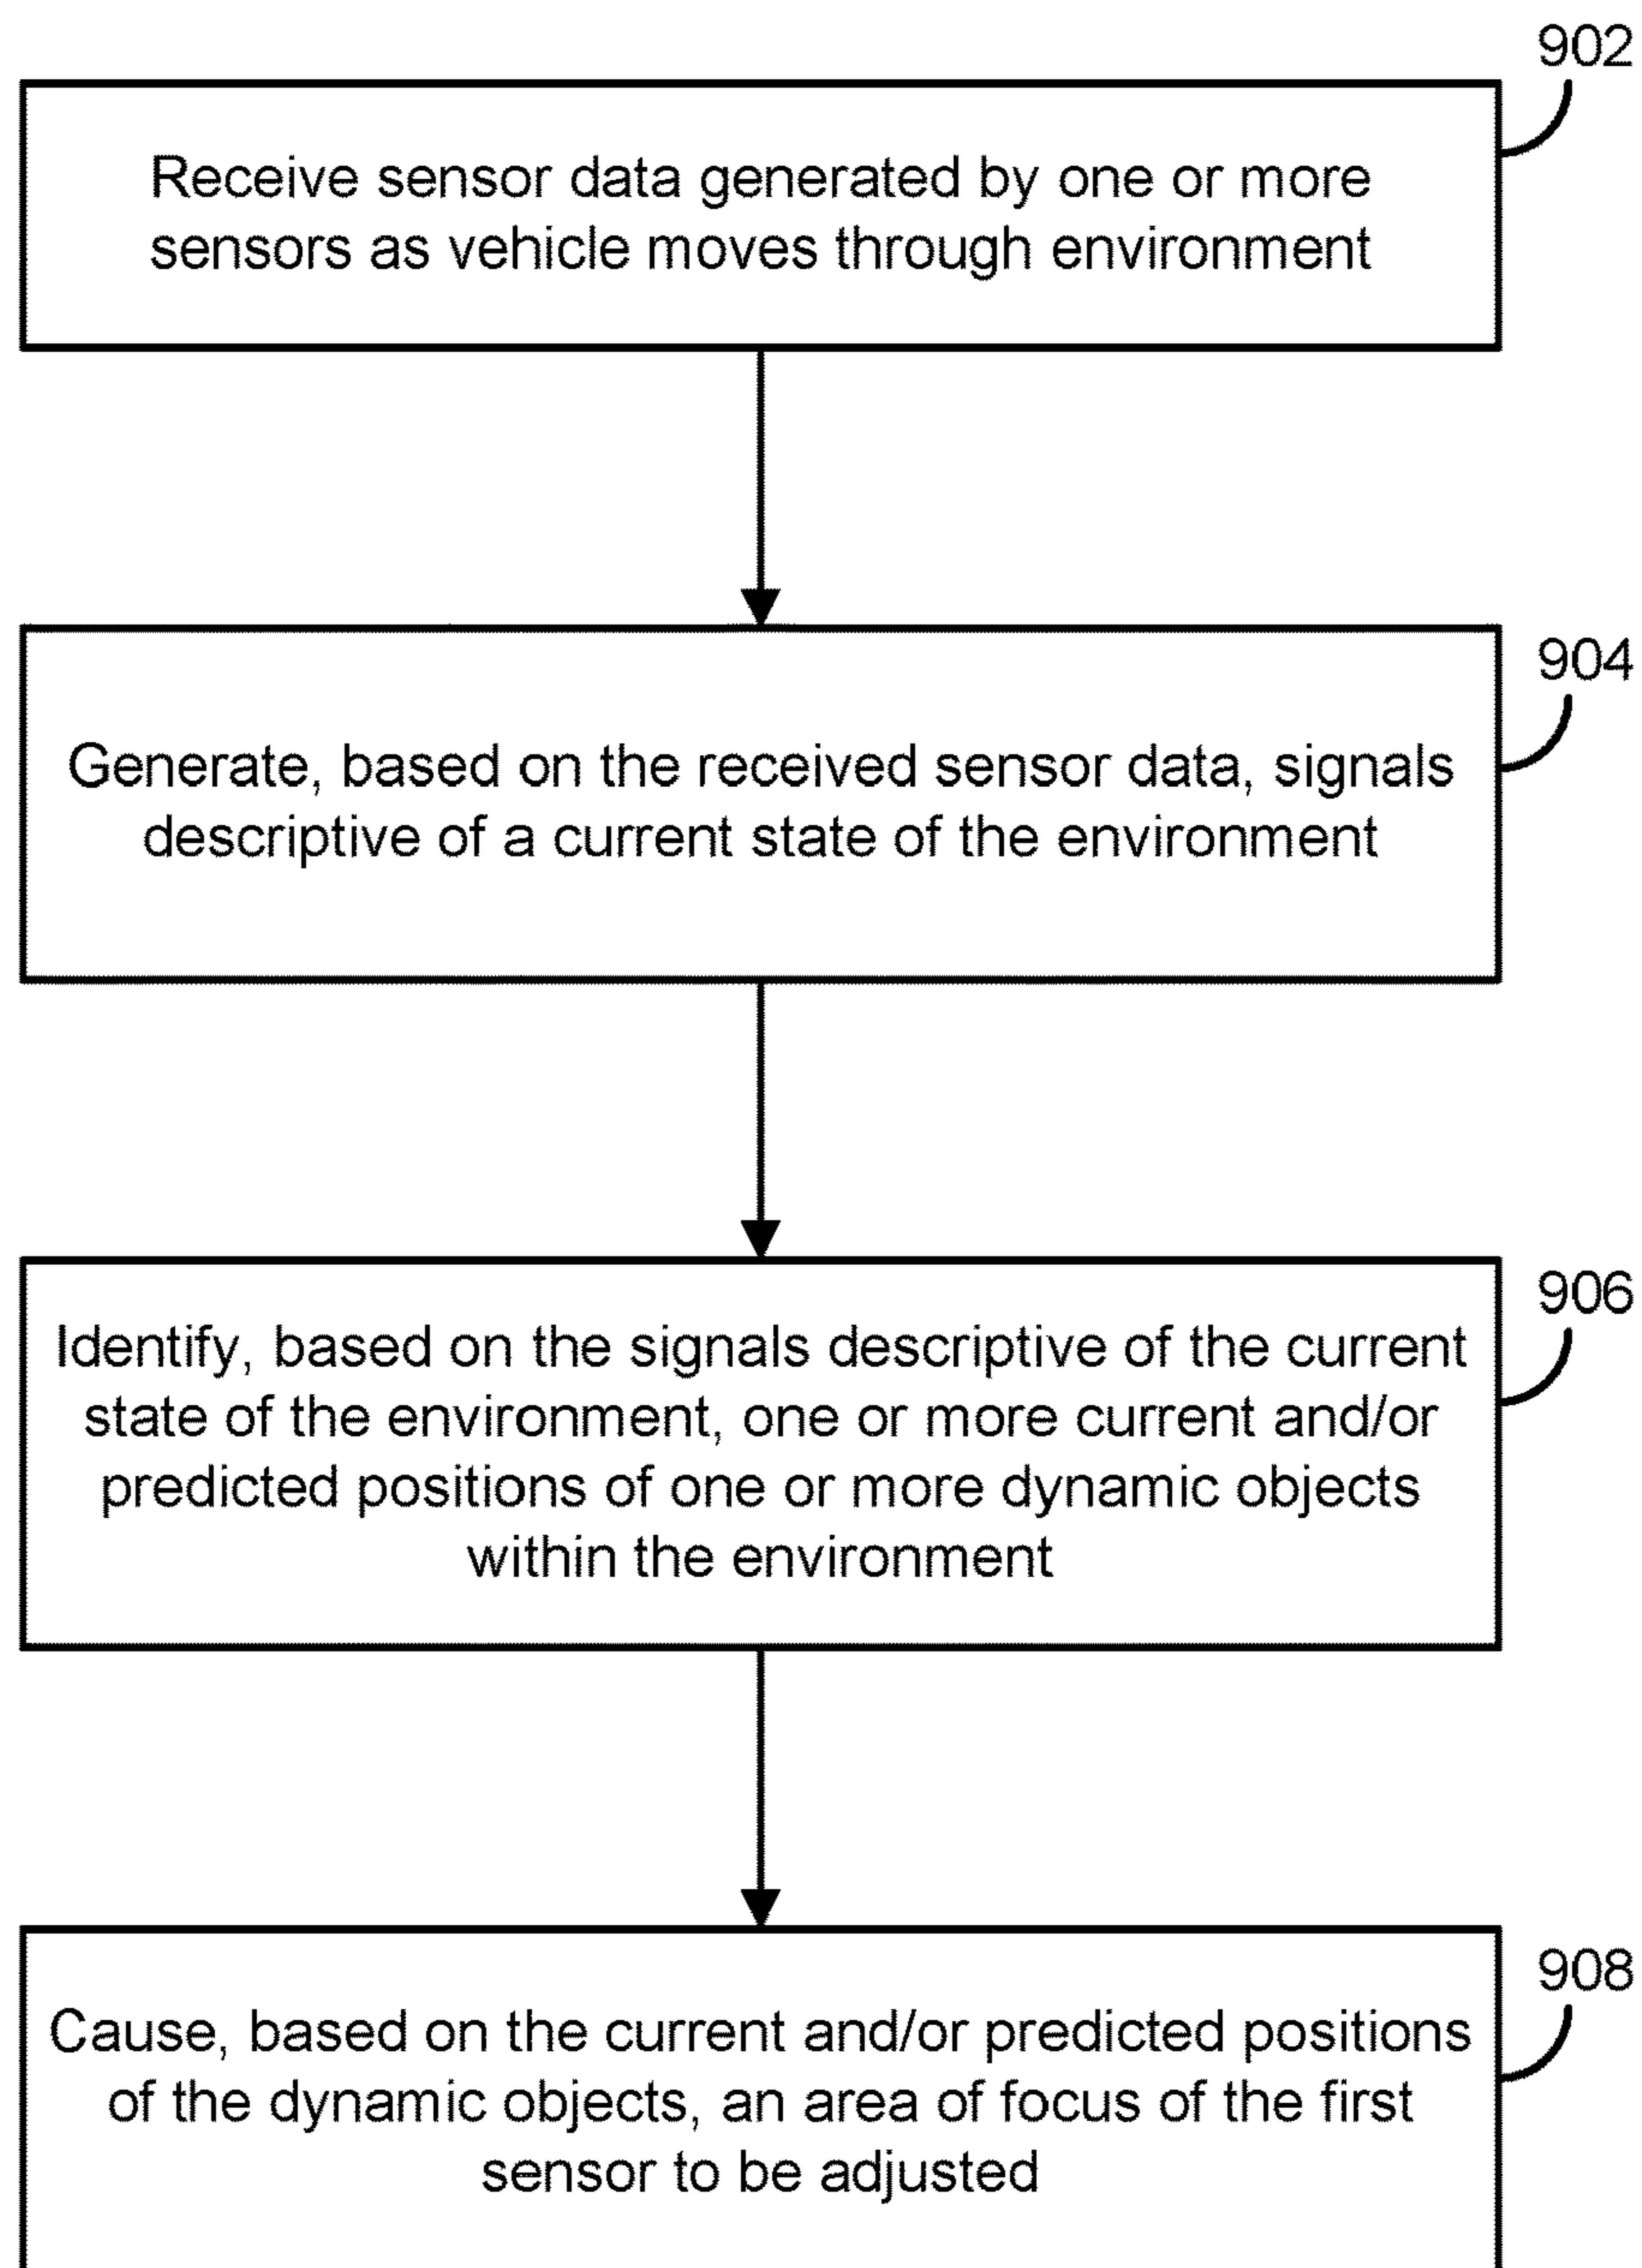 902
Receive sensor data generated by one or more
sensors as vehicle moves through environment
904
Generate, based on the received sensor data, signals
descriptive of a current state of the environment
906
Identify, based on the signals descriptive of the current
state of the environment, one or more current and/or
predicted positions of one or more dynamic objects
within the environment
908
Cause, based on the current and/or predicted positions
of the dynamic objects, an area of focus of the first
sensor to be adjusted